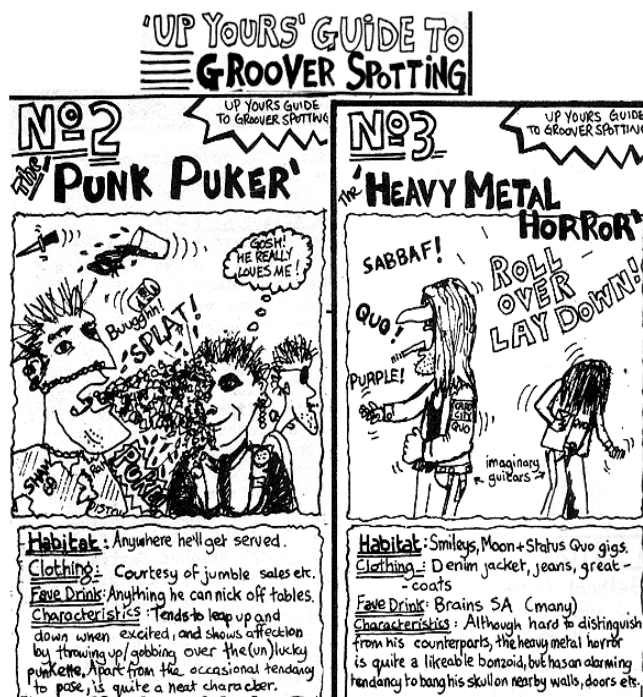 'UP YOURS' GUIDE TO
GROOVER SPOTTING
Nº2
UP YOURS GUIDE
TO GROOVER SPOTTING
The 'PUNK PUKER'
GOSH!
HE REALLY
LOVES ME!
Buugghh!
SPLAT!
SHAM
PISTOLS
Habitat: Anywhere he'll get served.
Clothing: Courtesy of jumble sales etc.
Fave Drink: Anything he can nick off tables.
Characteristics: Tends to leap up and
down when excited, and shows affection
by throwing up/gobbing over the (un)lucky
punkette. Apart from the occasional tendancy
to pose, is quite a neat character.
Nº3
UP YOURS GUIDE
TO GROOVER SPOTTING
The 'HEAVY METAL
HORROR'
SABBAF!
QUO!
PURPLE!
ROLL
OVER
LAY DOWN!
QUO
imaginary
guitars
Habitat: Smileys, Moon + Status Quo gigs.
Clothing: Denim jacket, jeans, great-
-coats
Fave Drink: Brains SA (many)
Characteristics: Although hard to distinguish
from his counterparts, the heavy metal horror
is quite a likeable bonzoid, but has an alarming
tendancy to bang his skull on nearby walls, doors etc.